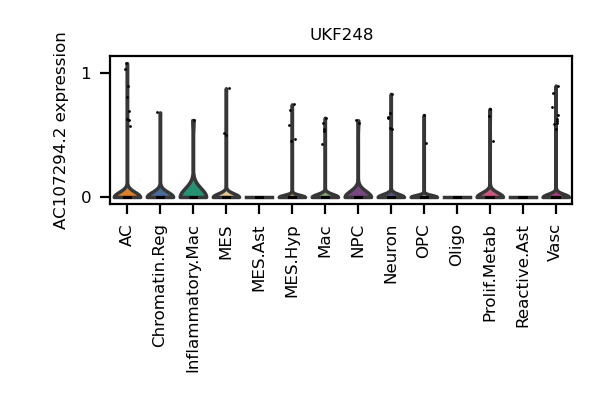 UKF248
AC107294.2 expression
1
0
AC
Chromatin.Reg
Inflammatory.Mac
MES
MES.Ast
MES.Hyp
Mac
NPC
Neuron
OPC
Oligo
Prolif.Metab
Reactive.Ast
Vasc